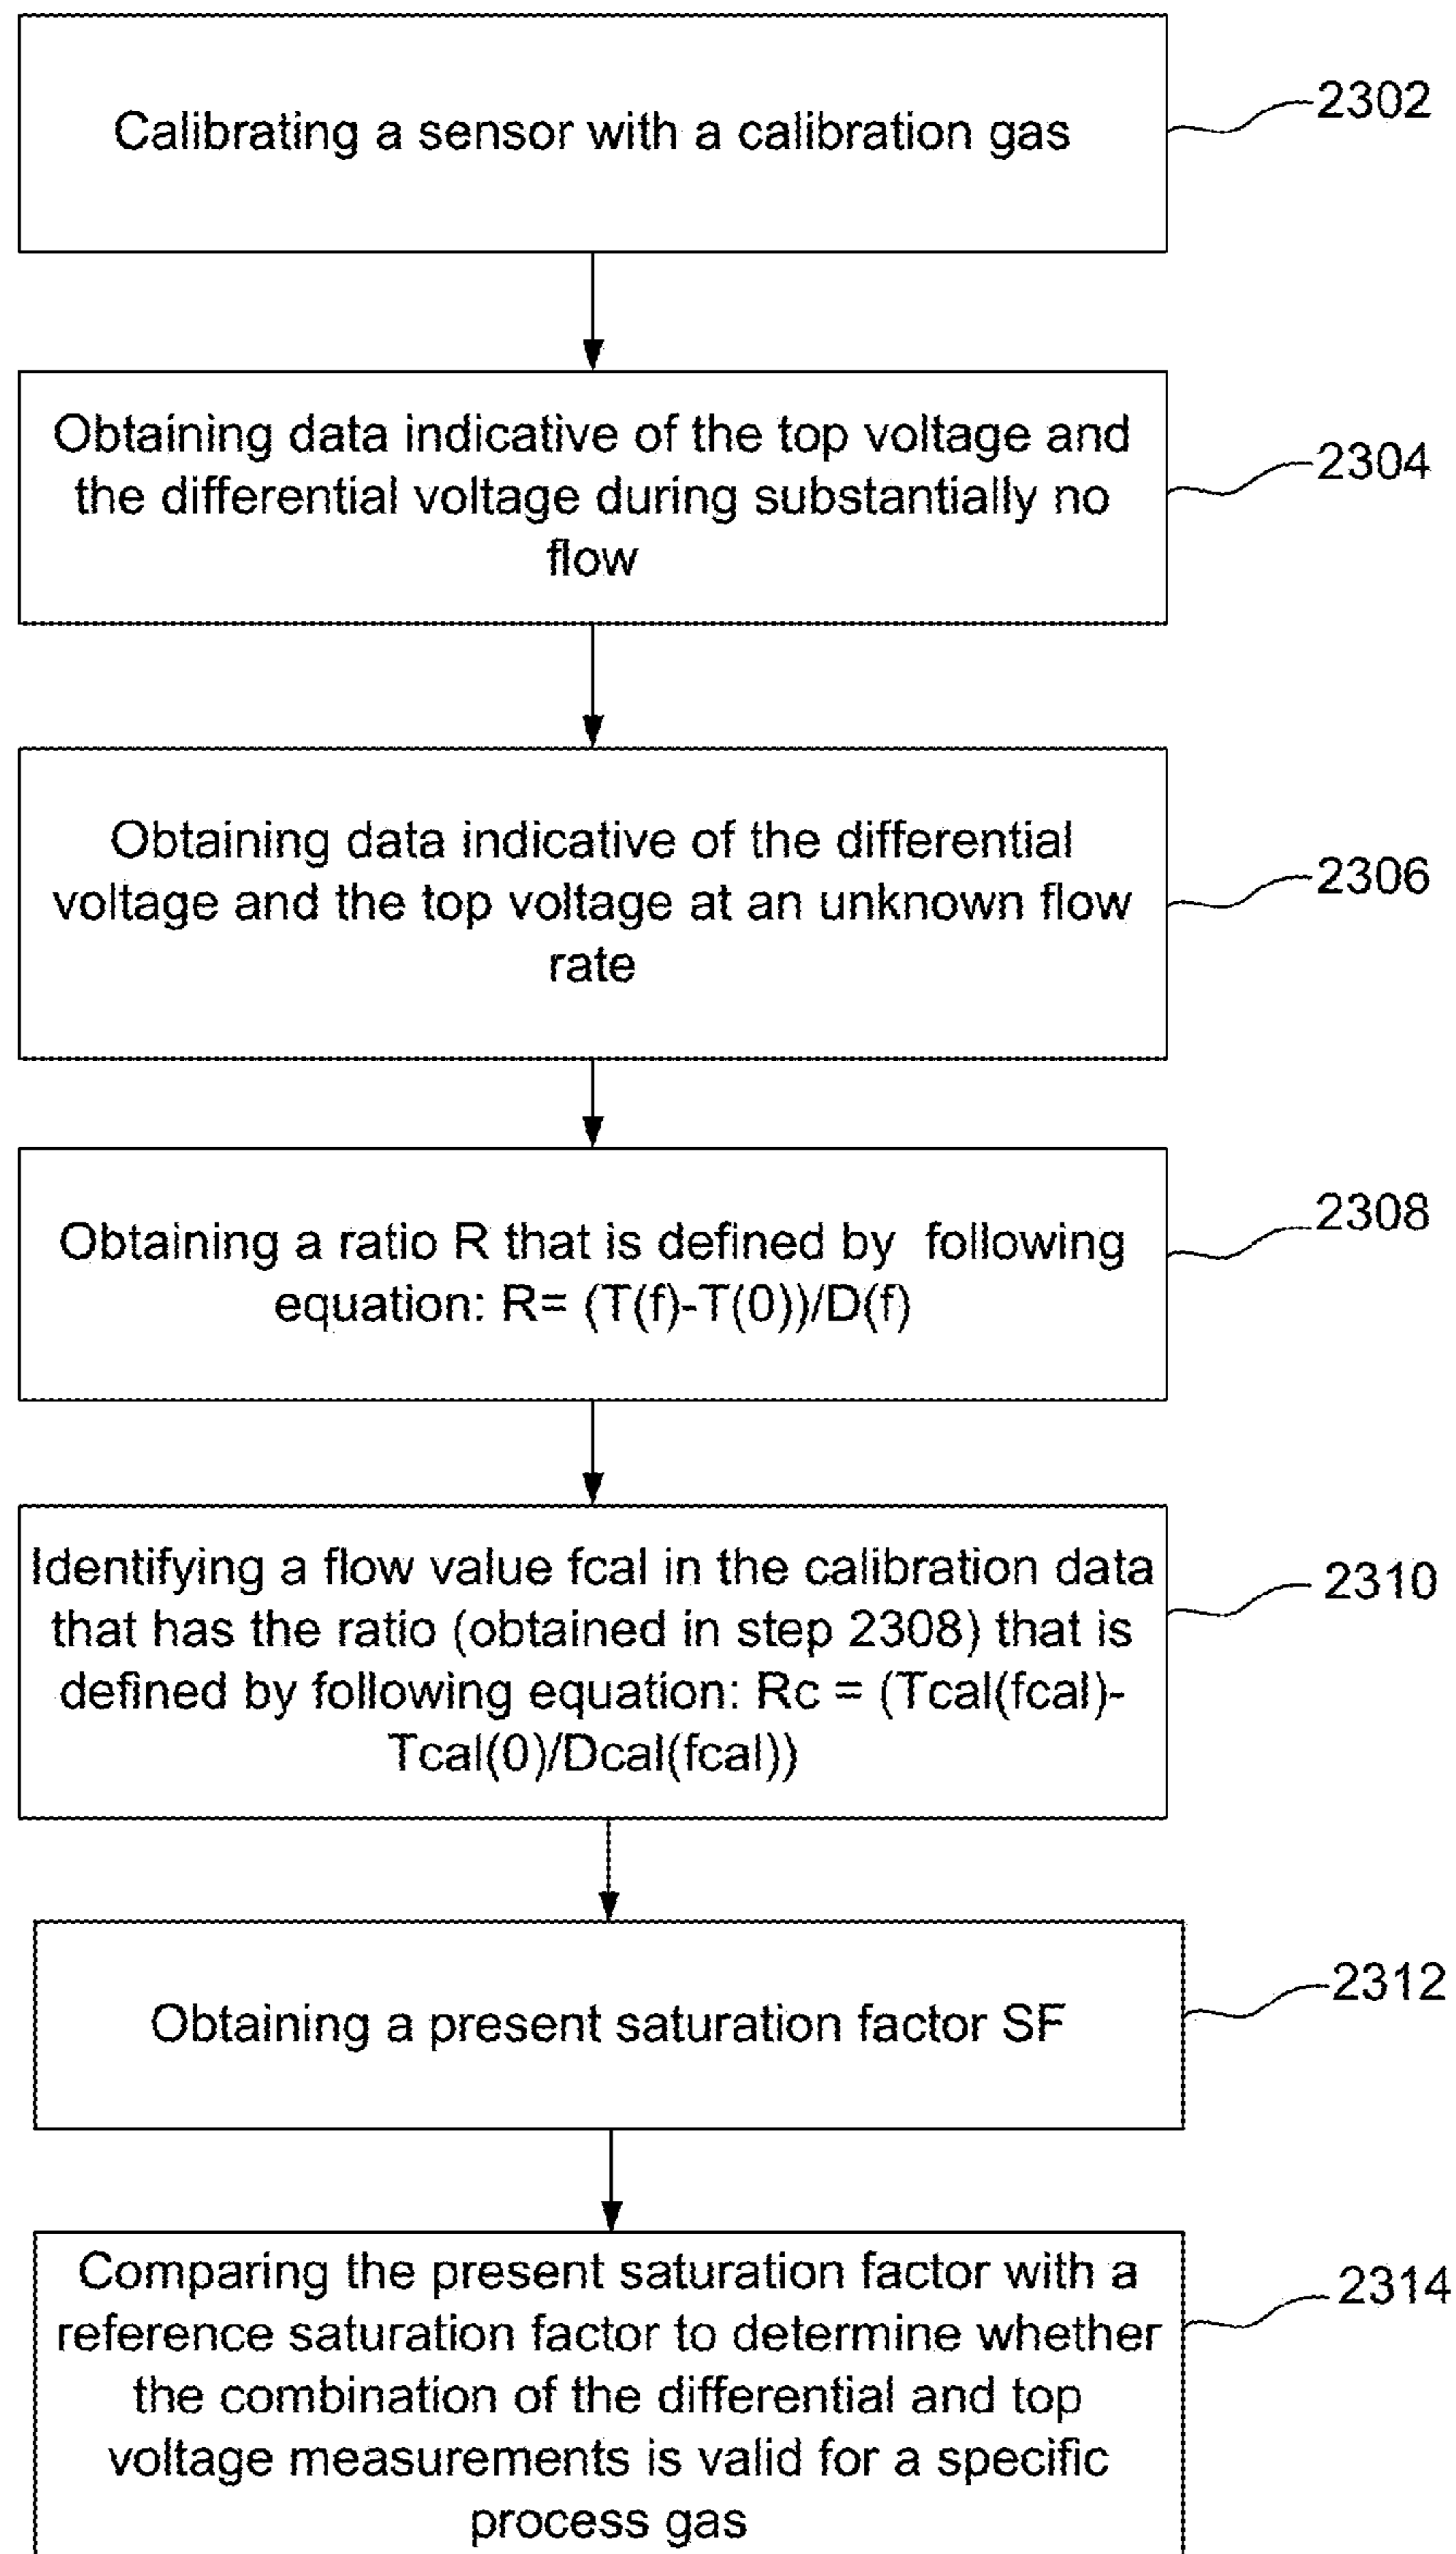 Calibrating a sensor with a calibration gas
2302
Obtaining data indicative of the top voltage and
the differential voltage during substantially no
flow
2304
Obtaining data indicative of the differential
voltage and the top voltage at an unknown flow
rate
2306
Obtaining a ratio R that is defined by following
equation: R= (T(f)-T(0))/D(f)
2308
Identifying a flow value fcal in the calibration data
that has the ratio (obtained in step 2308) that is
defined by following equation: Rc = (Tcal(fcal)-
Tcal(0)/Dcal(fcal))
2310
Obtaining a present saturation factor SF
2312
Comparing the present saturation factor with a
reference saturation factor to determine whether
the combination of the differential and top
voltage measurements is valid for a specific
process gas
2314